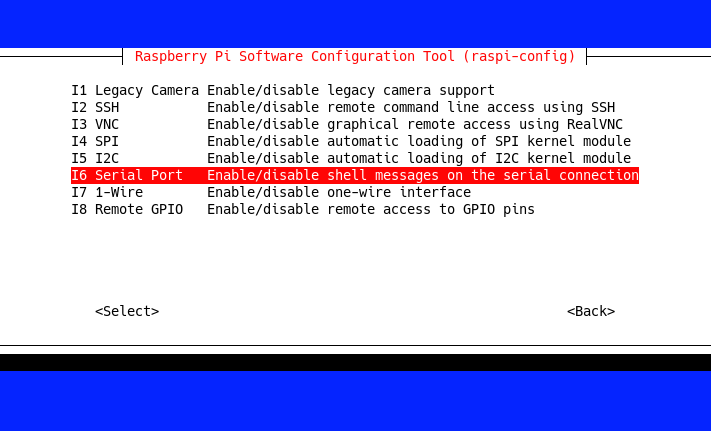 Raspberry Pi Software Configuration Tool (raspi-config)
I1 Legacy Camera Enable/disable legacy camera support
I2 SSH Enable/disable remote command line access using SSH
I3 VNC Enable/disable graphical remote access using RealVNC
I4 SPI Enable/disable automatic loading of SPI kernel module
I5 I2C Enable/disable automatic loading of I2C kernel module
I6 Serial Port Enable/disable shell messages on the serial connection
I7 1-Wire Enable/disable one-wire interface
I8 Remote GPIO Enable/disable remote access to GPIO pins
<Select> <Back>